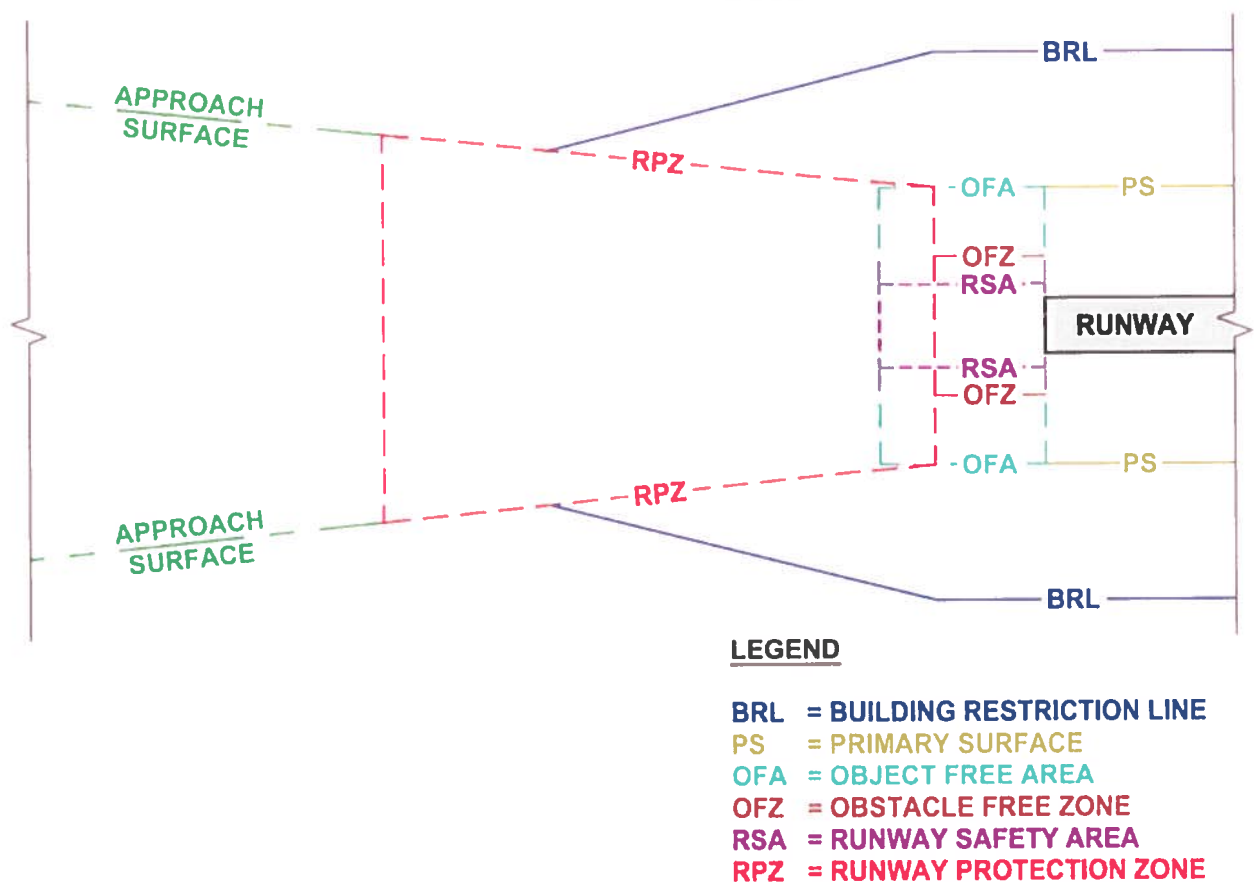 BRL
APPROACH
SURFACE
RPZ
OFA
PS
OFZ
RSA
RUNWAY
RSA
OFZ
OFA
PS
RPZ
APPROACH
SURFACE
BRL
LEGEND
BRL = BUILDING RESTRICTION LINE
PS = PRIMARY SURFACE
OFA = OBJECT FREE AREA
OFZ = OBSTACLE FREE ZONE
RSA = RUNWAY SAFETY AREA
RPZ = RUNWAY PROTECTION ZONE